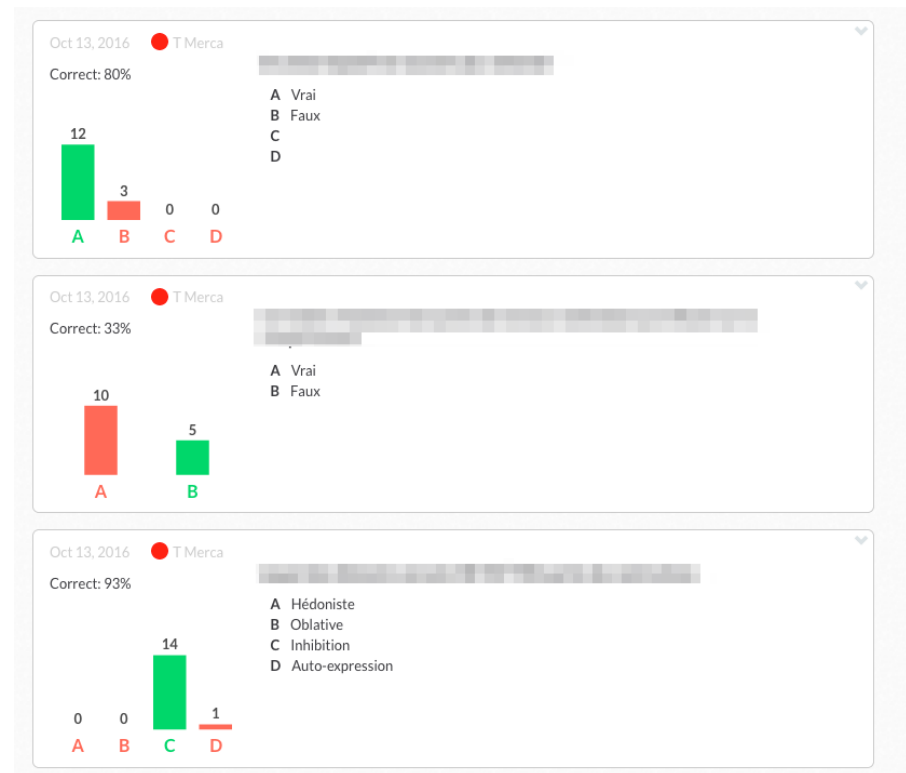 Oct 13, 2016 T Merca
Correct: 80%
A Vrai
B Faux
C
D
12
3
0 0
A B C D
Oct 13, 2016 T Merca
Correct: 33%
A Vrai
B Faux
10
5
A B
Oct 13, 2016 T Merca
Correct: 93%
A Hédoniste
B Oblative
C Inhibition
D Auto-expression
14
0 0 1
A B C D